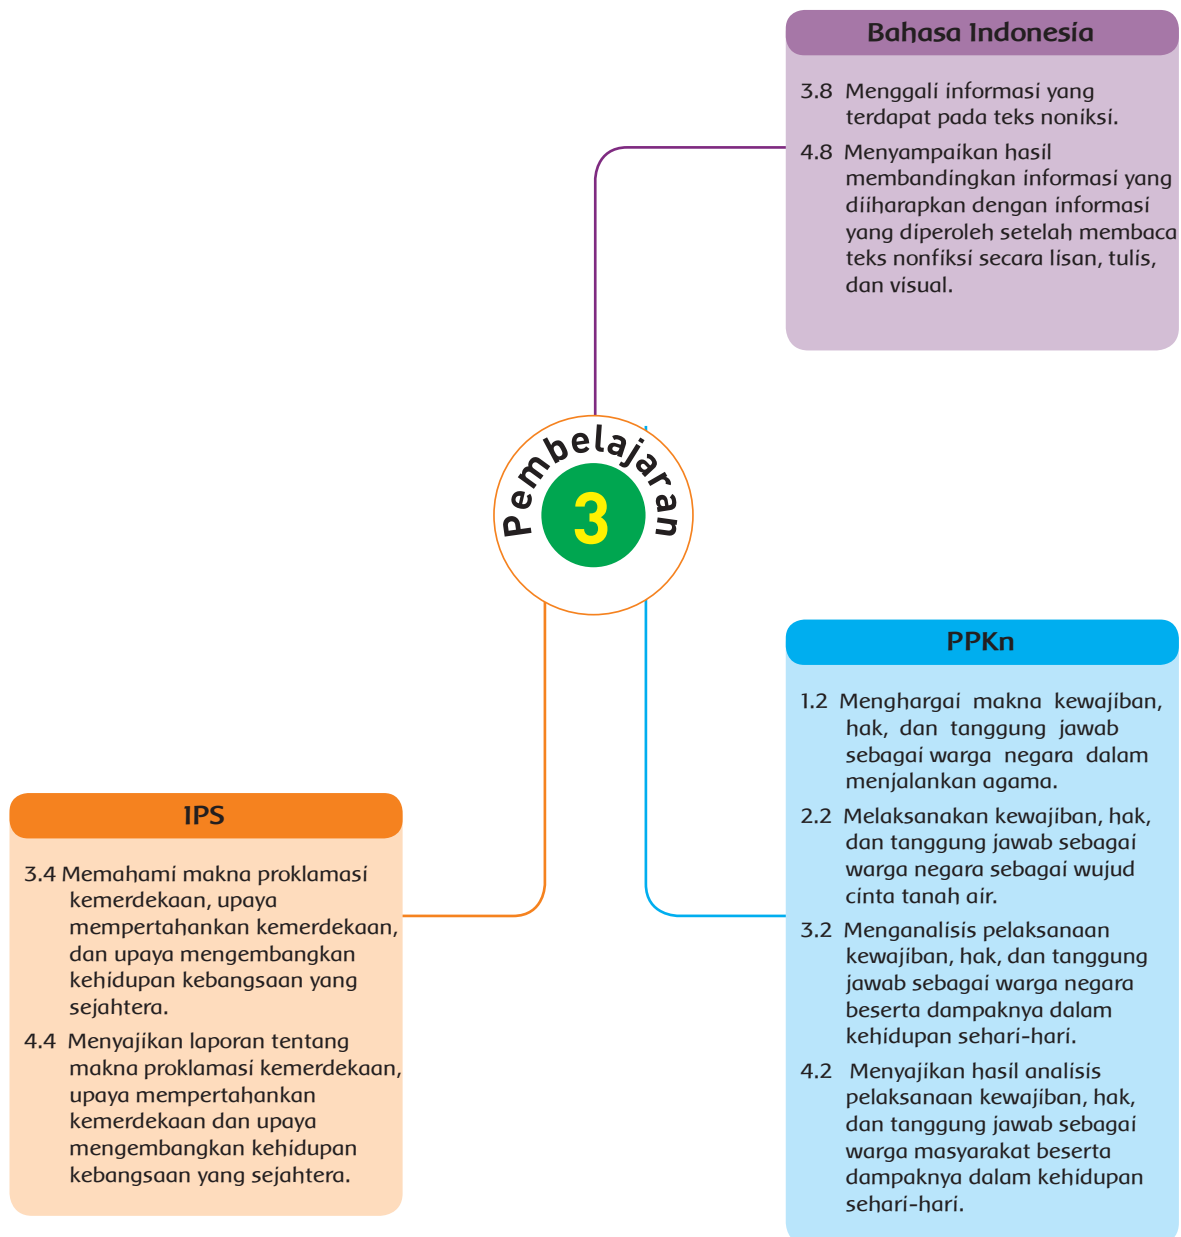 Bahasa Indonesia
3.8 Menggali informasi yang
terdapat pada teks noniksi.
4.8 Menyampaikan hasil
membandingkan informasi yang
diiharapkan dengan informasi
yang diperoleh setelah membaca
teks nonfiksi secara lisan, tulis,
dan visual.
Pembelajaran
3
PPKn
1.2 Menghargai makna kewajiban,
hak, dan tanggung jawab
sebagai warga negara dalam
menjalankan agama.
2.2 Melaksanakan kewajiban, hak,
dan tanggung jawab sebagai
warga negara sebagai wujud
cinta tanah air.
3.2 Menganalisis pelaksanaan
kewajiban, hak, dan tanggung
jawab sebagai warga negara
beserta dampaknya dalam
kehidupan sehari-hari.
4.2 Menyajikan hasil analisis
pelaksanaan kewajiban, hak,
dan tanggung jawab sebagai
warga masyarakat beserta
dampaknya dalam kehidupan
sehari-hari.
IPS
3.4 Memahami makna proklamasi
kemerdekaan, upaya
mempertahankan kemerdekaan,
dan upaya mengembangkan
kehidupan kebangsaan yang
sejahtera.
4.4 Menyajikan laporan tentang
makna proklamasi kemerdekaan,
upaya mempertahankan
kemerdekaan dan upaya
mengembangkan kehidupan
kebangsaan yang sejahtera.